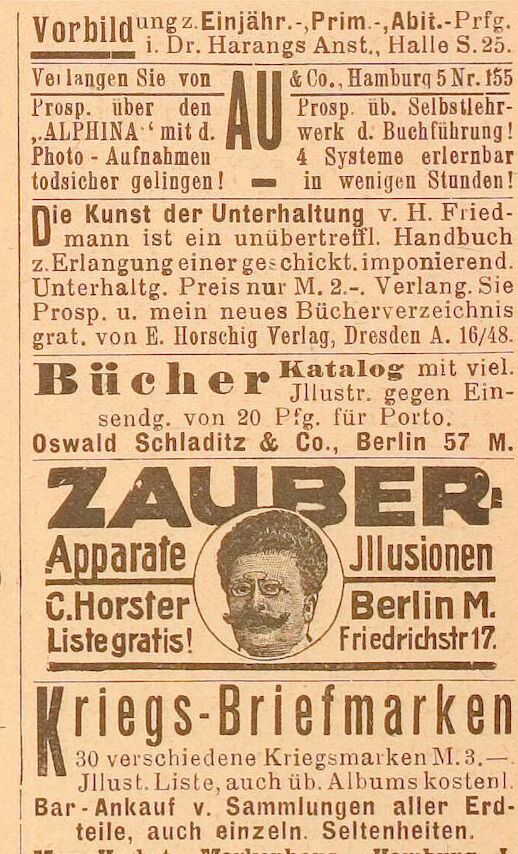 Vorbildung z. Einjähr.-, Prim.-, Abit.-Prfg.
i. Dr. Harangs Anst., Halle S. 25.
Verlangen Sie von AU & Co., Hamburg 5 Nr. 155
Prosp. über den
„ALPHINA“ mit d.
Photo-Aufnahmen
todsicher gelingen!
Prosp. üb. Selbstlehr-
werk d. Buchführung!
4 Systeme erlernbar
in wenigen Stunden!
Die Kunst der Unterhaltung v. H. Fried-
mann ist ein unübertreffl. Handbuch
z. Erlangung einer geschickt. imponierend.
Unterhaltg. Preis nur M. 2.-. Verlang. Sie
Prosp. u. mein neues Bücherverzeichnis
grat. von E. Horschig Verlag, Dresden A. 16/48.
Bücher Katalog mit viel.
Jllustr. gegen Ein-
sendg. von 20 Pfg. für Porto.
Oswald Schladitz & Co., Berlin 57 M.
ZAUBER-
Apparate Jllusionen
C. Horster Berlin M.
Liste gratis! Friedrichstr 17.
Kriegs-Briefmarken
30 verschiedene Kriegsmarken M. 3.—.
Jllust. Liste, auch üb. Albums kostenl.
Bar-Ankauf v. Sammlungen aller Erd-
teile, auch einzeln. Seltenheiten.